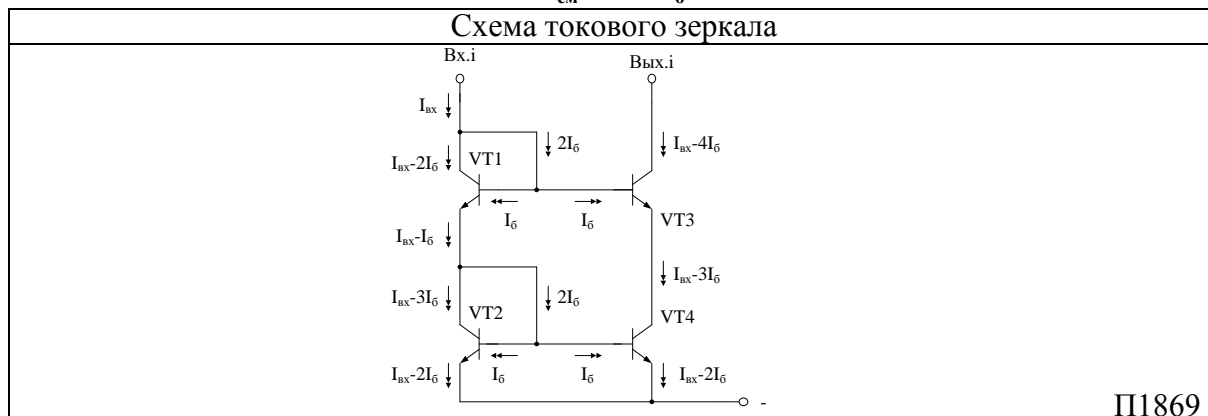 см б
Схема токового зеркала
Вх.i Вых.i
Iвх
2Iб Iвх-4Iб
Iвх-2Iб VT1
Iб Iб VT3
Iвх-Iб
Iвх-3Iб
Iвх-3Iб 2Iб
VT2 VT4
Iвх-2Iб Iб Iб Iвх-2Iб
-
П1869